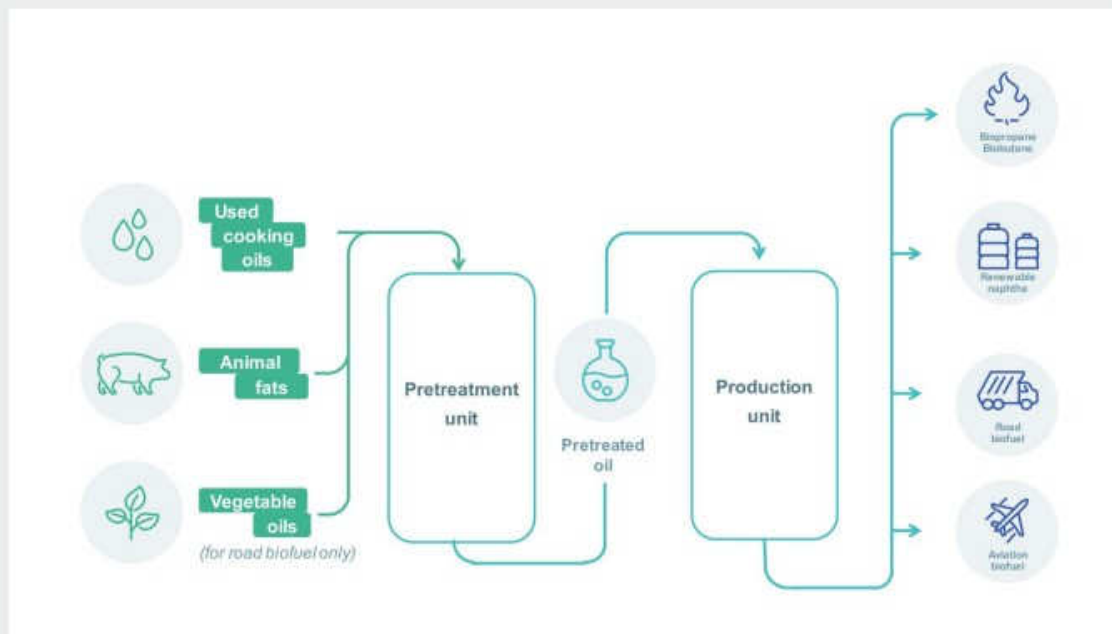 Used
cooking
oils
Animal
fats
Vegetable
oils
(for road biofuel only)
Pretreatment
unit
Pretreated
oil
Production
unit
Biopropane
Biobutane
Renewable
naphtha
Road
biofuel
Aviation
biofuel